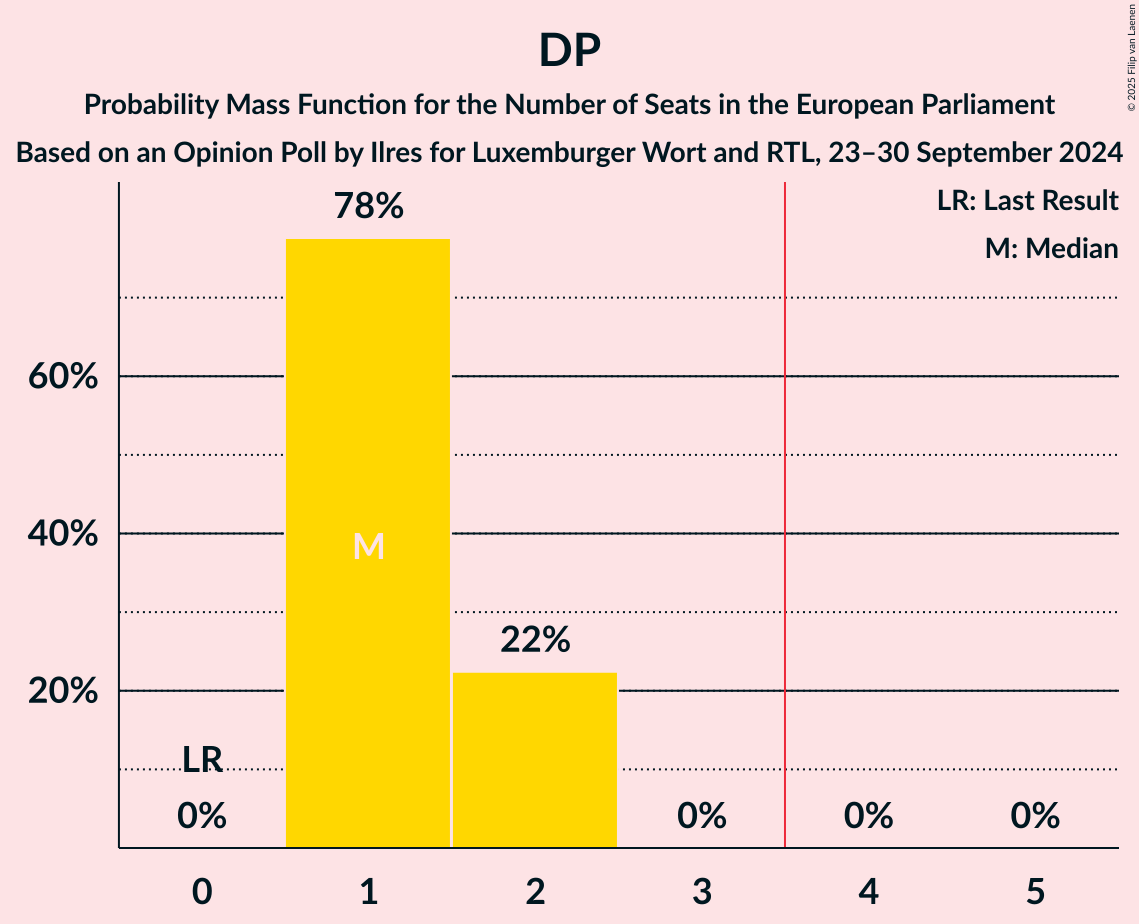 DP
Probability Mass Function for the Number of Seats in the European Parliament
Based on an Opinion Poll by Ilres for Luxemburger Wort and RTL, 23–30 September 2024
© 2025 Filip van Laenen
LR: Last Result
M: Median
78%
60%
40%
20%
M
22%
LR
0%
0%
0%
0%
0 1 2 3 4 5